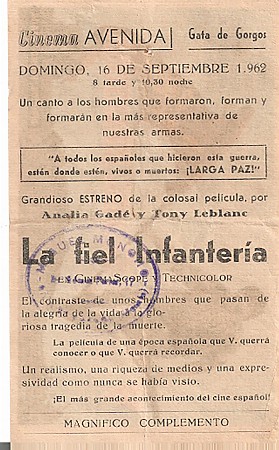 Cinema AVENIDA | Gata de Gorgos
DOMINGO, 16 DE SEPTIEMBRE 1.962
8 tarde y 10,30 noche
Un canto a los hombres que formaron, forman y
formarán en la más representativa de
nuestras armas.
"A todos los españoles que hicieron esta guerra,
estén donde estén, vivos o muertos: ¡LARGA PAZ!"
Grandioso ESTRENO de la colosal película, por
Analia Gadé y Tony Leblanc
La fiel Infantería
EN CINEMASCOPE Y TECHNICOLOR
El contraste de unos hombres que pasan de
la alegría de la vida a la glo-
riosa tragedia de la muerte.
La película de una época española que V. querrá
conocer o que V. querrá recordar.
Un realismo, una riqueza de medios y una expre-
sividad como nunca se había visto.
¡El más grande acontecimiento del cine español!
MAGNIFICO COMPLEMENTO